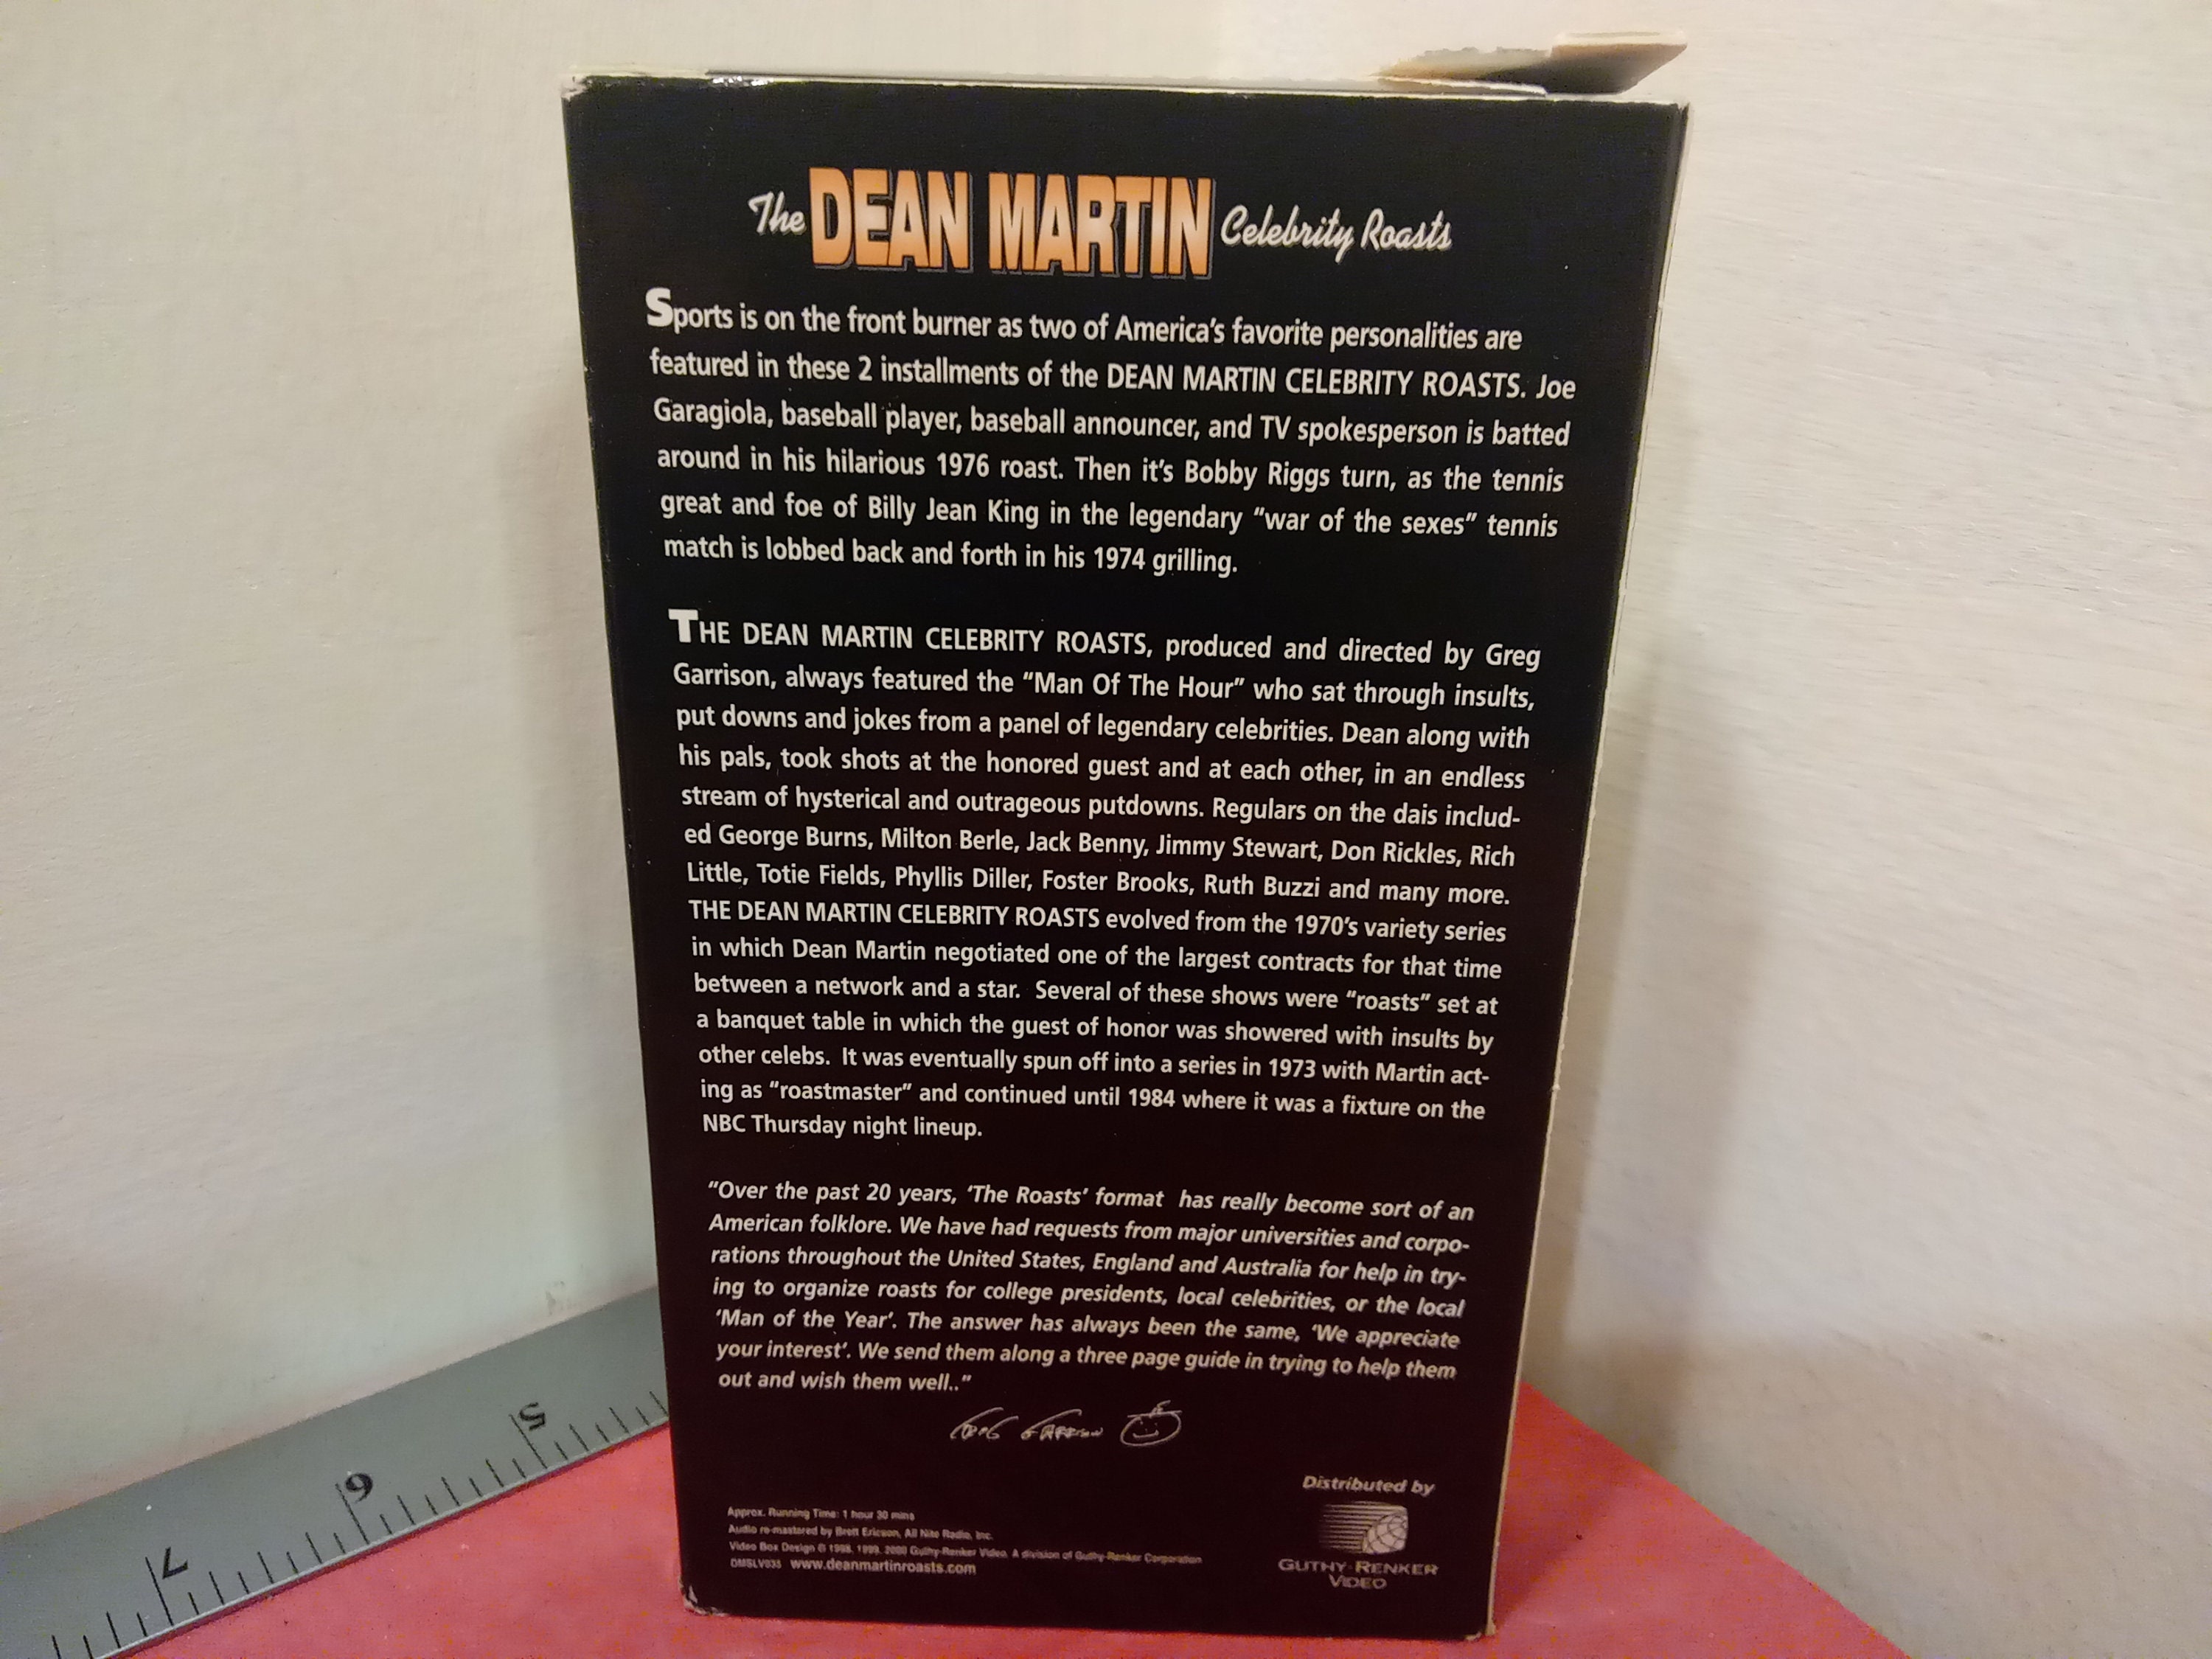 The DEAN MARTIN Celebrity Roasts
Sports is on the front burner as two of America's favorite personalities are
featured in these 2 installments of the DEAN MARTIN CELEBRITY ROASTS. Joe
Garagiola, baseball player, baseball announcer, and TV spokesperson is batted
around in his hilarious 1976 roast. Then it's Bobby Riggs turn, as the tennis
great and foe of Billy Jean King in the legendary "war of the sexes" tennis
match is lobbed back and forth in his 1974 grilling.
THE DEAN MARTIN CELEBRITY ROASTS, produced and directed by Greg
Garrison, always featured the "Man Of The Hour" who sat through insults,
put downs and jokes from a panel of legendary celebrities. Dean along with
his pals, took shots at the honored guest and at each other, in an endless
stream of hysterical and outrageous putdowns. Regulars on the dais includ-
ed George Burns, Milton Berle, Jack Benny, Jimmy Stewart, Don Rickles, Rich
Little, Totie Fields, Phyllis Diller, Foster Brooks, Ruth Buzzi and many more.
THE DEAN MARTIN CELEBRITY ROASTS evolved from the 1970's variety series
in which Dean Martin negotiated one of the largest contracts for that time
between a network and a star. Several of these shows were "roasts" set at
a banquet table in which the guest of honor was showered with insults by
other celebs. It was eventually spun off into a series in 1973 with Martin act-
ing as "roastmaster" and continued until 1984 where it was a fixture on the
NBC Thursday night lineup.
"Over the past 20 years, 'The Roasts' format has really become sort of an
American folklore. We have had requests from major universities and corpo-
rations throughout the United States, England and Australia for help in try-
ing to organize roasts for college presidents, local celebrities, or the local
'Man of the Year'. The answer has always been the same, 'We appreciate
your interest'. We send them along a three page guide in trying to help them
out and wish them well.."
Greg Garrison
Distributed by
GUTHY-RENKER
VIDEO
Approx. Running Time: 1 hour 30 mins
Audio re-mastered by Brett Ericson, All Nite Radio, Inc.
Video Box Design © 1998, 1999, 2000 Guthy-Renker Video, A division of Guthy-Renker Corporation
DMSLV035 www.deanmartinroasts.com
5
6
7